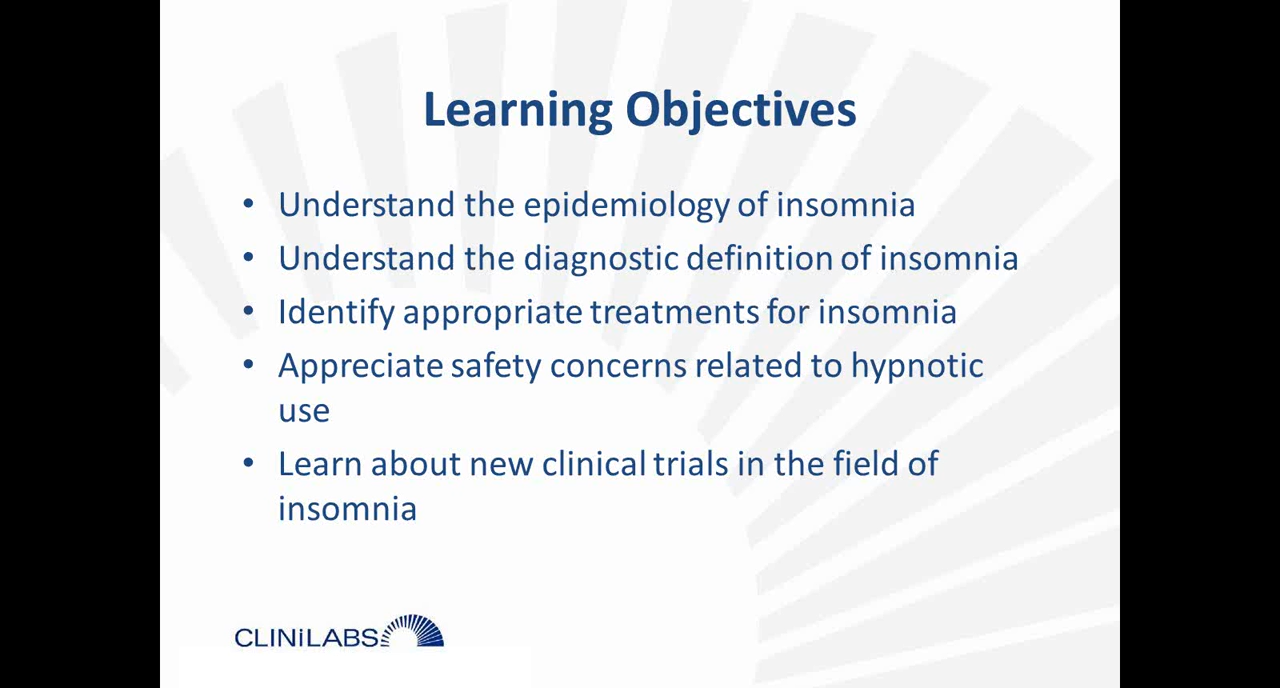 Learning Objectives
• Understand the epidemiology of insomnia
• Understand the diagnostic definition of insomnia
• Identify appropriate treatments for insomnia
• Appreciate safety concerns related to hypnotic
use
• Learn about new clinical trials in the field of
insomnia
CLINiLABS